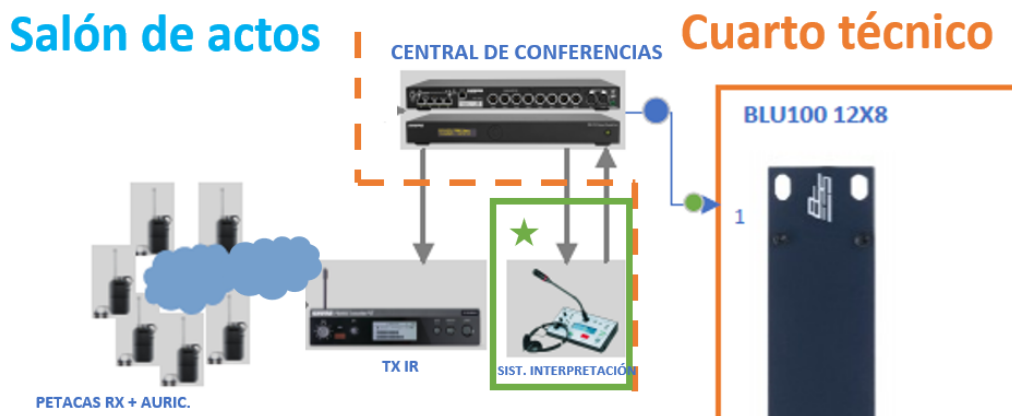 Salón de actos
CENTRAL DE CONFERENCIAS
Cuarto técnico
BLU100 12X8
1
TX IR
SIST. INTERPRETACIÓN
PETACAS RX + AURIC.